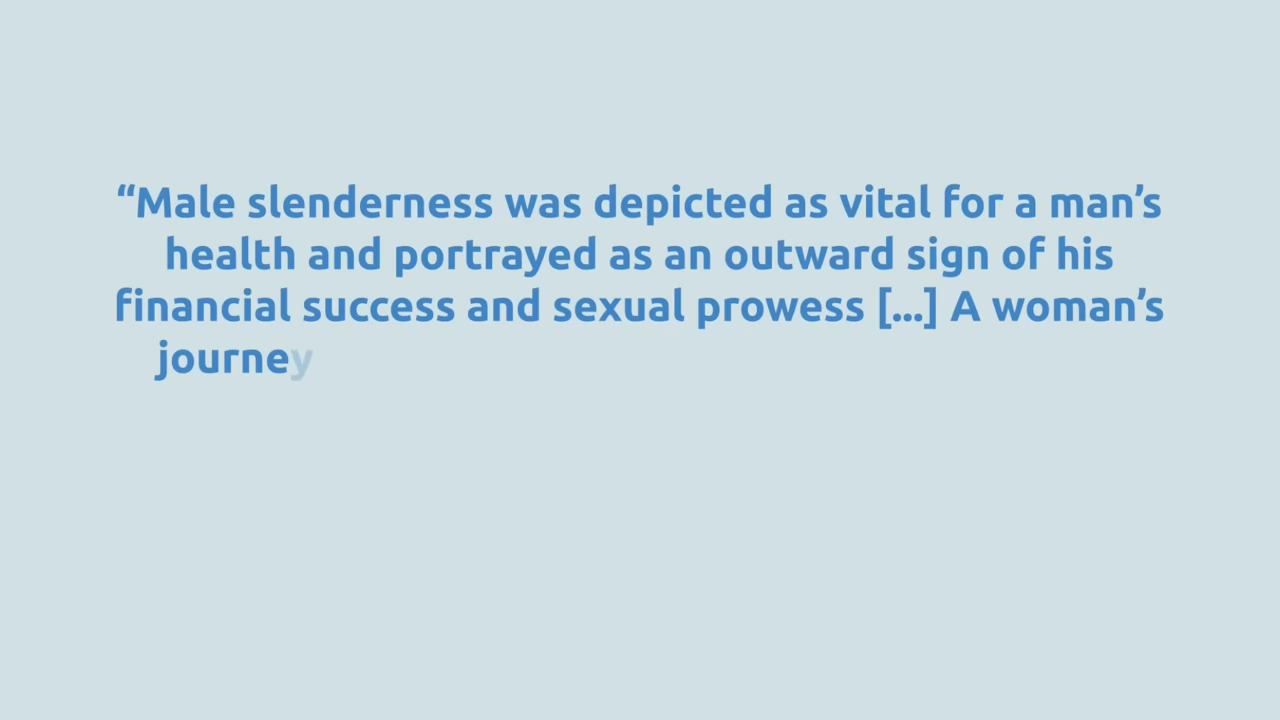 “Male slenderness was depicted as vital for a man’s
health and portrayed as an outward sign of his
financial success and sexual prowess [...] A woman’s
journey